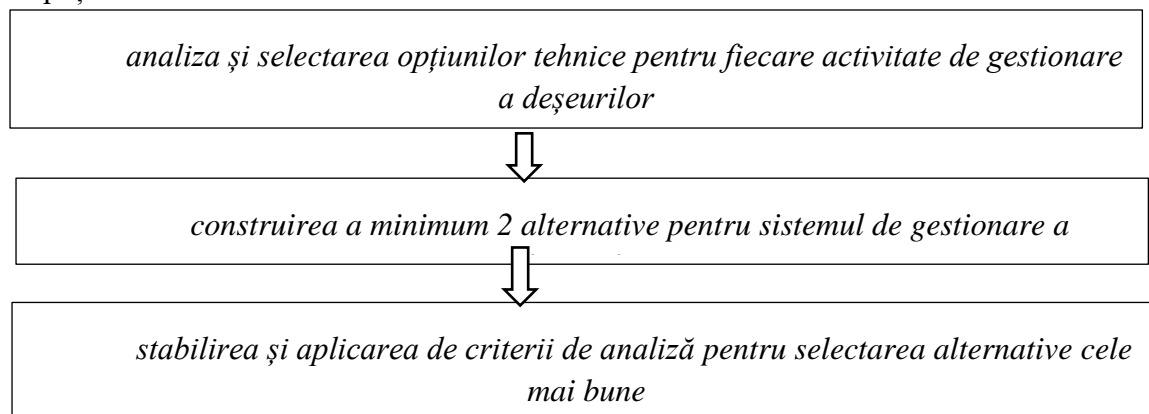 analiza și selectarea opțiunilor tehnice pentru fiecare activitate de gestionare
a deșeurilor
construirea a minimum 2 alternative pentru sistemul de gestionare a
stabilirea și aplicarea de criterii de analiză pentru selectarea alternative cele
mai bune